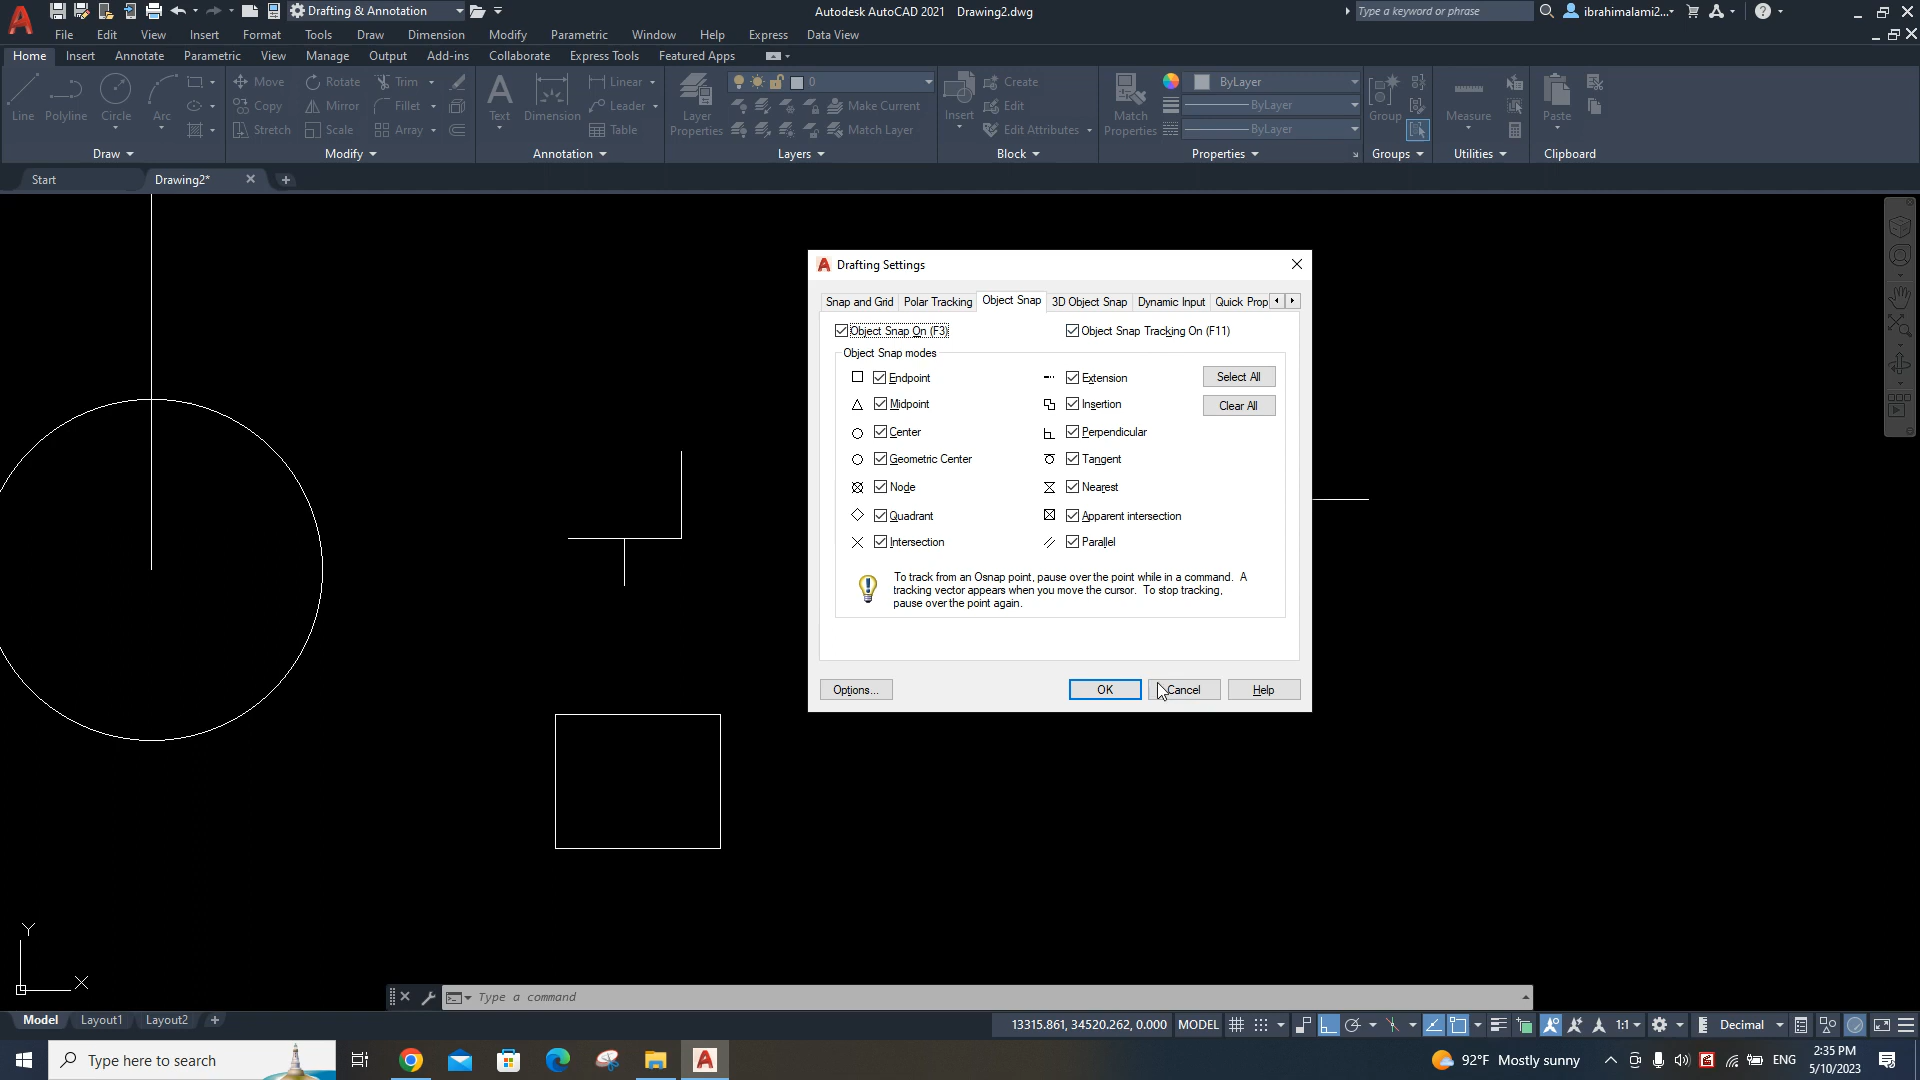 Drafting & Annotation
Autodesk AutoCAD 2021 Drawing2.dwg
Type a keyword or phrase
ibrahimalami2...
File Edit View Insert Format Tools Draw Dimension Modify Parametric Window Help Express Data View
Home Insert Annotate Parametric View Manage Output Collaborate Add-ins Express Tools Featured Apps
Line Polyline Circle Arc
Move Rotate Trim
Copy Mirror Fillet
Stretch Scale Array
Text Dimension
Linear
Leader
Table
Layer Properties
0
Make Current
Match Layer
Insert
Create
Edit
Edit Attributes
Match Properties
ByLayer
ByLayer
ByLayer
Group
Measure
Paste
Draw Modify Annotation Layers Block Properties Groups Utilities Clipboard
Start Drawing2*
Drafting Settings
Snap and Grid Polar Tracking Object Snap 3D Object Snap Dynamic Input Quick Prop
Object Snap On (F3) Object Snap Tracking On (F11)
Object Snap modes
Endpoint Extension Select All
Midpoint Insertion Clear All
Center Perpendicular
Geometric Center Tangent
Node Nearest
Quadrant Apparent intersection
Intersection Parallel
To track from an Osnap point, pause over the point while in a command. A
tracking vector appears when you move the cursor. To stop tracking,
pause over the point again.
Options... OK Cancel Help
Y
X
Type a command
Model Layout1 Layout2
13315.861, 34520.262, 0.000 MODEL 1:1 Decimal
Type here to search
92°F Mostly sunny
ENG
2:35 PM
5/10/2023